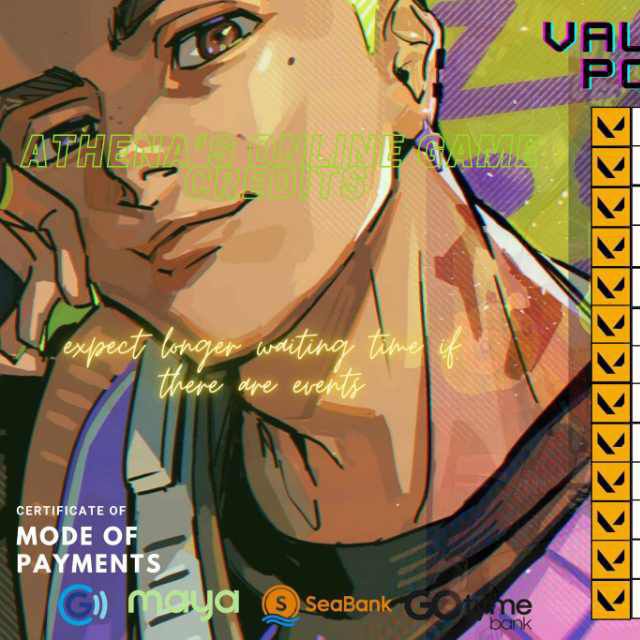 VAL
PO
ATHENA'S ONLINE GAME
CREDITS
expect longer waiting time if
there are events
CERTIFICATE OF
MODE OF
PAYMENTS
G maya S SeaBank GOtyme
bank